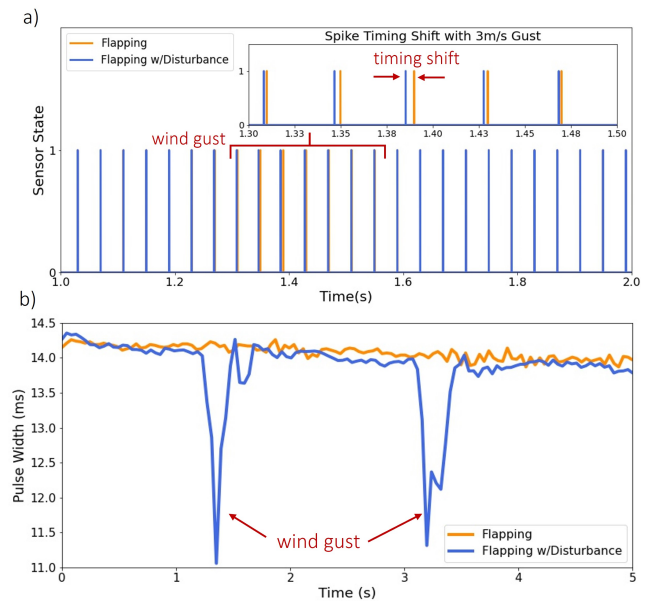 a)
Flapping
Flapping w/Disturbance
Spike Timing Shift with 3m/s Gust
timing shift
1
0
1.30 1.33 1.35 1.38 1.40 1.43 1.45 1.48 1.50
wind gust
Sensor State
1
0
1.0 1.2 1.4 1.6 1.8 2.0
Time(s)
b)
14.5
14.0
13.5
13.0
12.5
12.0
11.5
11.0
Pulse Width (ms)
wind gust
Flapping
Flapping w/Disturbance
0 1 2 3 4 5
Time (s)